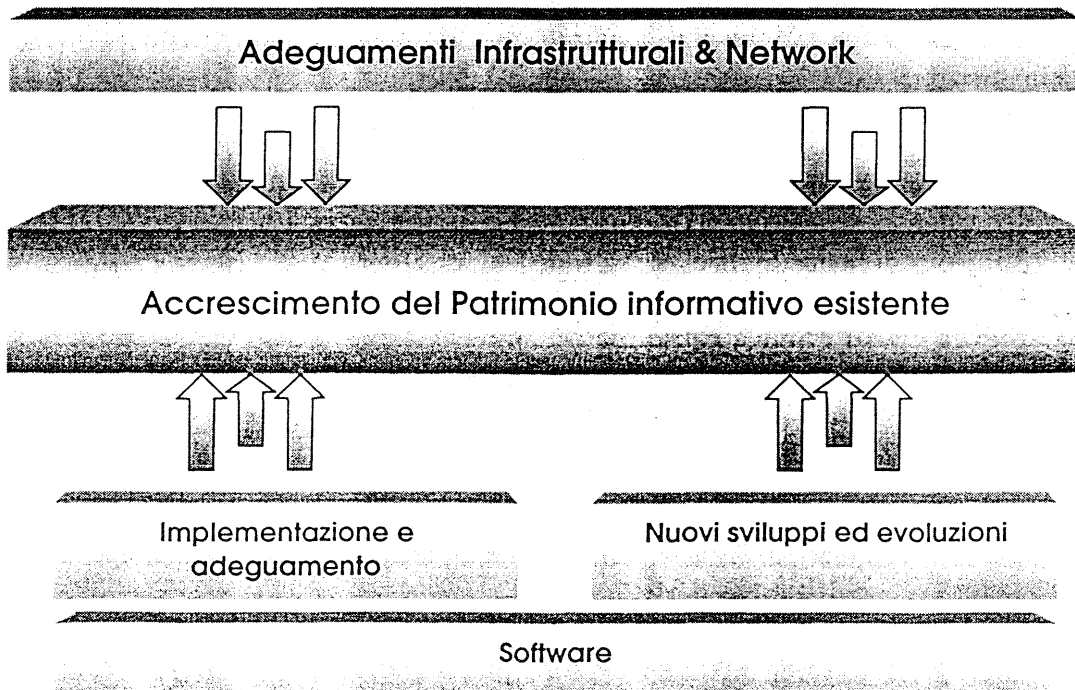 Adeguamenti Infrastrutturali & Network
Accrescimento del Patrimonio informativo esistente
Implementazione e
adeguamento
Nuovi sviluppi ed evoluzioni
Software